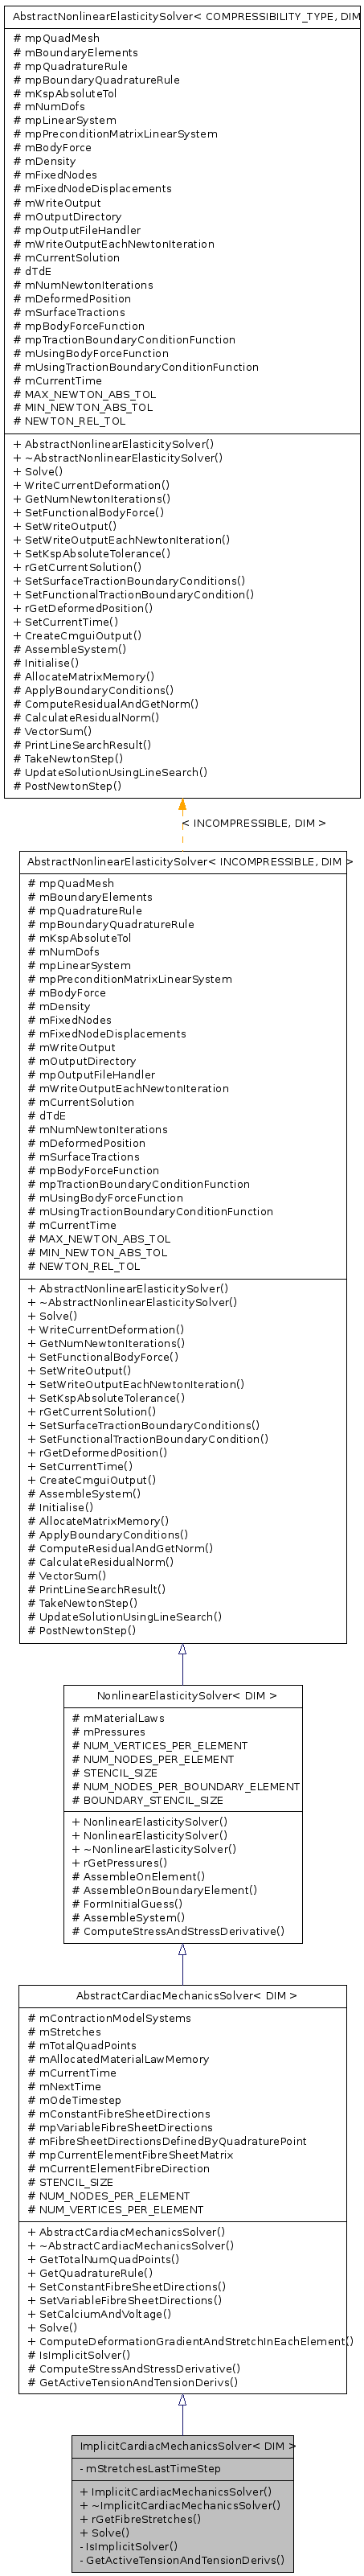 AbstractNonlinearElasticitySolver< COMPRESSIBILITY_TYPE, DIM
# mpQuadMesh
# mBoundaryElements
# mpQuadratureRule
# mpBoundaryQuadratureRule
# mKspAbsoluteTol
# mNumDofs
# mpLinearSystem
# mpPreconditionMatrixLinearSystem
# mBodyForce
# mDensity
# mFixedNodes
# mFixedNodeDisplacements
# mWriteOutput
# mOutputDirectory
# mpOutputFileHandler
# mWriteOutputEachNewtonIteration
# mCurrentSolution
# dTdE
# mNumNewtonIterations
# mDeformedPosition
# mSurfaceTractions
# mpBodyForceFunction
# mpTractionBoundaryConditionFunction
# mUsingBodyForceFunction
# mUsingTractionBoundaryConditionFunction
# mCurrentTime
# MAX_NEWTON_ABS_TOL
# MIN_NEWTON_ABS_TOL
# NEWTON_REL_TOL
+ AbstractNonlinearElasticitySolver()
+ ~AbstractNonlinearElasticitySolver()
+ Solve()
+ WriteCurrentDeformation()
+ GetNumNewtonIterations()
+ SetFunctionalBodyForce()
+ SetWriteOutput()
+ SetWriteOutputEachNewtonIteration()
+ SetKspAbsoluteTolerance()
+ rGetCurrentSolution()
+ SetSurfaceTractionBoundaryConditions()
+ SetFunctionalTractionBoundaryCondition()
+ rGetDeformedPosition()
+ SetCurrentTime()
+ CreateCmguiOutput()
# AssembleSystem()
# Initialise()
# AllocateMatrixMemory()
# ApplyBoundaryConditions()
# ComputeResidualAndGetNorm()
# CalculateResidualNorm()
# VectorSum()
# PrintLineSearchResult()
# TakeNewtonStep()
# UpdateSolutionUsingLineSearch()
# PostNewtonStep()
< INCOMPRESSIBLE, DIM >
AbstractNonlinearElasticitySolver< INCOMPRESSIBLE, DIM >
# mpQuadMesh
# mBoundaryElements
# mpQuadratureRule
# mpBoundaryQuadratureRule
# mKspAbsoluteTol
# mNumDofs
# mpLinearSystem
# mpPreconditionMatrixLinearSystem
# mBodyForce
# mDensity
# mFixedNodes
# mFixedNodeDisplacements
# mWriteOutput
# mOutputDirectory
# mpOutputFileHandler
# mWriteOutputEachNewtonIteration
# mCurrentSolution
# dTdE
# mNumNewtonIterations
# mDeformedPosition
# mSurfaceTractions
# mpBodyForceFunction
# mpTractionBoundaryConditionFunction
# mUsingBodyForceFunction
# mUsingTractionBoundaryConditionFunction
# mCurrentTime
# MAX_NEWTON_ABS_TOL
# MIN_NEWTON_ABS_TOL
# NEWTON_REL_TOL
+ AbstractNonlinearElasticitySolver()
+ ~AbstractNonlinearElasticitySolver()
+ Solve()
+ WriteCurrentDeformation()
+ GetNumNewtonIterations()
+ SetFunctionalBodyForce()
+ SetWriteOutput()
+ SetWriteOutputEachNewtonIteration()
+ SetKspAbsoluteTolerance()
+ rGetCurrentSolution()
+ SetSurfaceTractionBoundaryConditions()
+ SetFunctionalTractionBoundaryCondition()
+ rGetDeformedPosition()
+ SetCurrentTime()
+ CreateCmguiOutput()
# AssembleSystem()
# Initialise()
# AllocateMatrixMemory()
# ApplyBoundaryConditions()
# ComputeResidualAndGetNorm()
# CalculateResidualNorm()
# VectorSum()
# PrintLineSearchResult()
# TakeNewtonStep()
# UpdateSolutionUsingLineSearch()
# PostNewtonStep()
NonlinearElasticitySolver< DIM >
# mMaterialLaws
# mPressures
# NUM_VERTICES_PER_ELEMENT
# NUM_NODES_PER_ELEMENT
# STENCIL_SIZE
# NUM_NODES_PER_BOUNDARY_ELEMENT
# BOUNDARY_STENCIL_SIZE
+ NonlinearElasticitySolver()
+ NonlinearElasticitySolver()
+ ~NonlinearElasticitySolver()
+ rGetPressures()
# AssembleOnElement()
# AssembleOnBoundaryElement()
# FormInitialGuess()
# AssembleSystem()
# ComputeStressAndStressDerivative()
AbstractCardiacMechanicsSolver< DIM >
# mContractionModelSystems
# mStretches
# mTotalQuadPoints
# mAllocatedMaterialLawMemory
# mCurrentTime
# mNextTime
# mOdeTimestep
# mConstantFibreSheetDirections
# mpVariableFibreSheetDirections
# mFibreSheetDirectionsDefinedByQuadraturePoint
# mpCurrentElementFibreSheetMatrix
# mCurrentElementFibreDirection
# STENCIL_SIZE
# NUM_NODES_PER_ELEMENT
# NUM_VERTICES_PER_ELEMENT
+ AbstractCardiacMechanicsSolver()
+ ~AbstractCardiacMechanicsSolver()
+ GetTotalNumQuadPoints()
+ GetQuadratureRule()
+ SetConstantFibreSheetDirections()
+ SetVariableFibreSheetDirections()
+ SetCalciumAndVoltage()
+ Solve()
+ ComputeDeformationGradientAndStretchInEachElement()
# IsImplicitSolver()
# ComputeStressAndStressDerivative()
# GetActiveTensionAndTensionDerivs()
ImplicitCardiacMechanicsSolver< DIM >
- mStretchesLastTimeStep
+ ImplicitCardiacMechanicsSolver()
+ ~ImplicitCardiacMechanicsSolver()
+ rGetFibreStretches()
+ Solve()
- IsImplicitSolver()
- GetActiveTensionAndTensionDerivs()